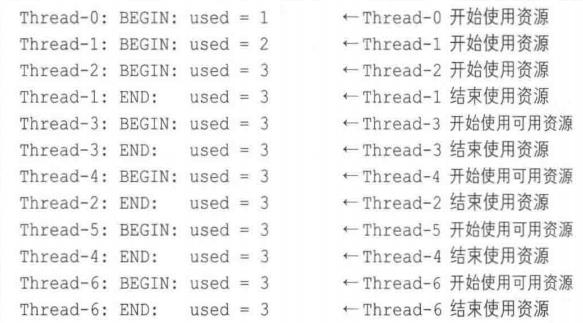 Thread-0: BEGIN: used = 1 ←Thread-0 开始使用资源
Thread-1: BEGIN: used = 2 ←Thread-1 开始使用资源
Thread-2: BEGIN: used = 3 ←Thread-2 开始使用资源
Thread-1: END: used = 3 ←Thread-1 结束使用资源
Thread-3: BEGIN: used = 3 ←Thread-3 开始使用可用资源
Thread-3: END: used = 3 ←Thread-3 结束使用资源
Thread-4: BEGIN: used = 3 ←Thread-4 开始使用可用资源
Thread-2: END: used = 3 ←Thread-2 结束使用资源
Thread-5: BEGIN: used = 3 ←Thread-5 开始使用可用资源
Thread-4: END: used = 3 ←Thread-4 结束使用资源
Thread-6: BEGIN: used = 3 ←Thread-6 开始使用可用资源
Thread-6: END: used = 3 ←Thread-6 结束使用资源